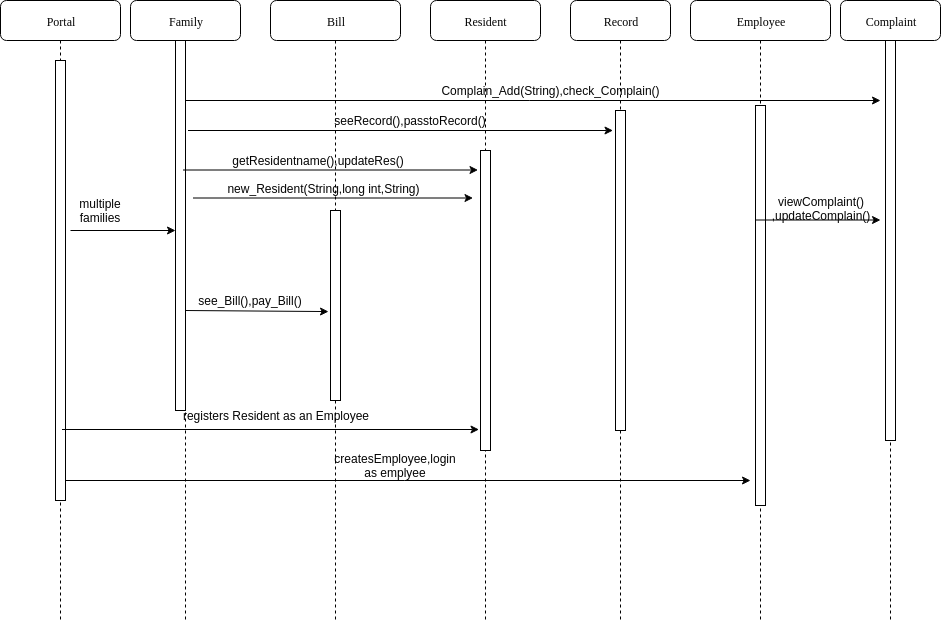 Portal
Family
Bill
Resident
Record
Employee
Complaint
Complain_Add(String),check_Complain()
seeRecord(),passtoRecord()
getResidentname(),updateRes()
new_Resident(String,long int,String)
multiple
families
viewComplaint()
,updateComplain()
see_Bill(),pay_Bill()
registers Resident as an Employee
createsEmployee,login
as emplyee